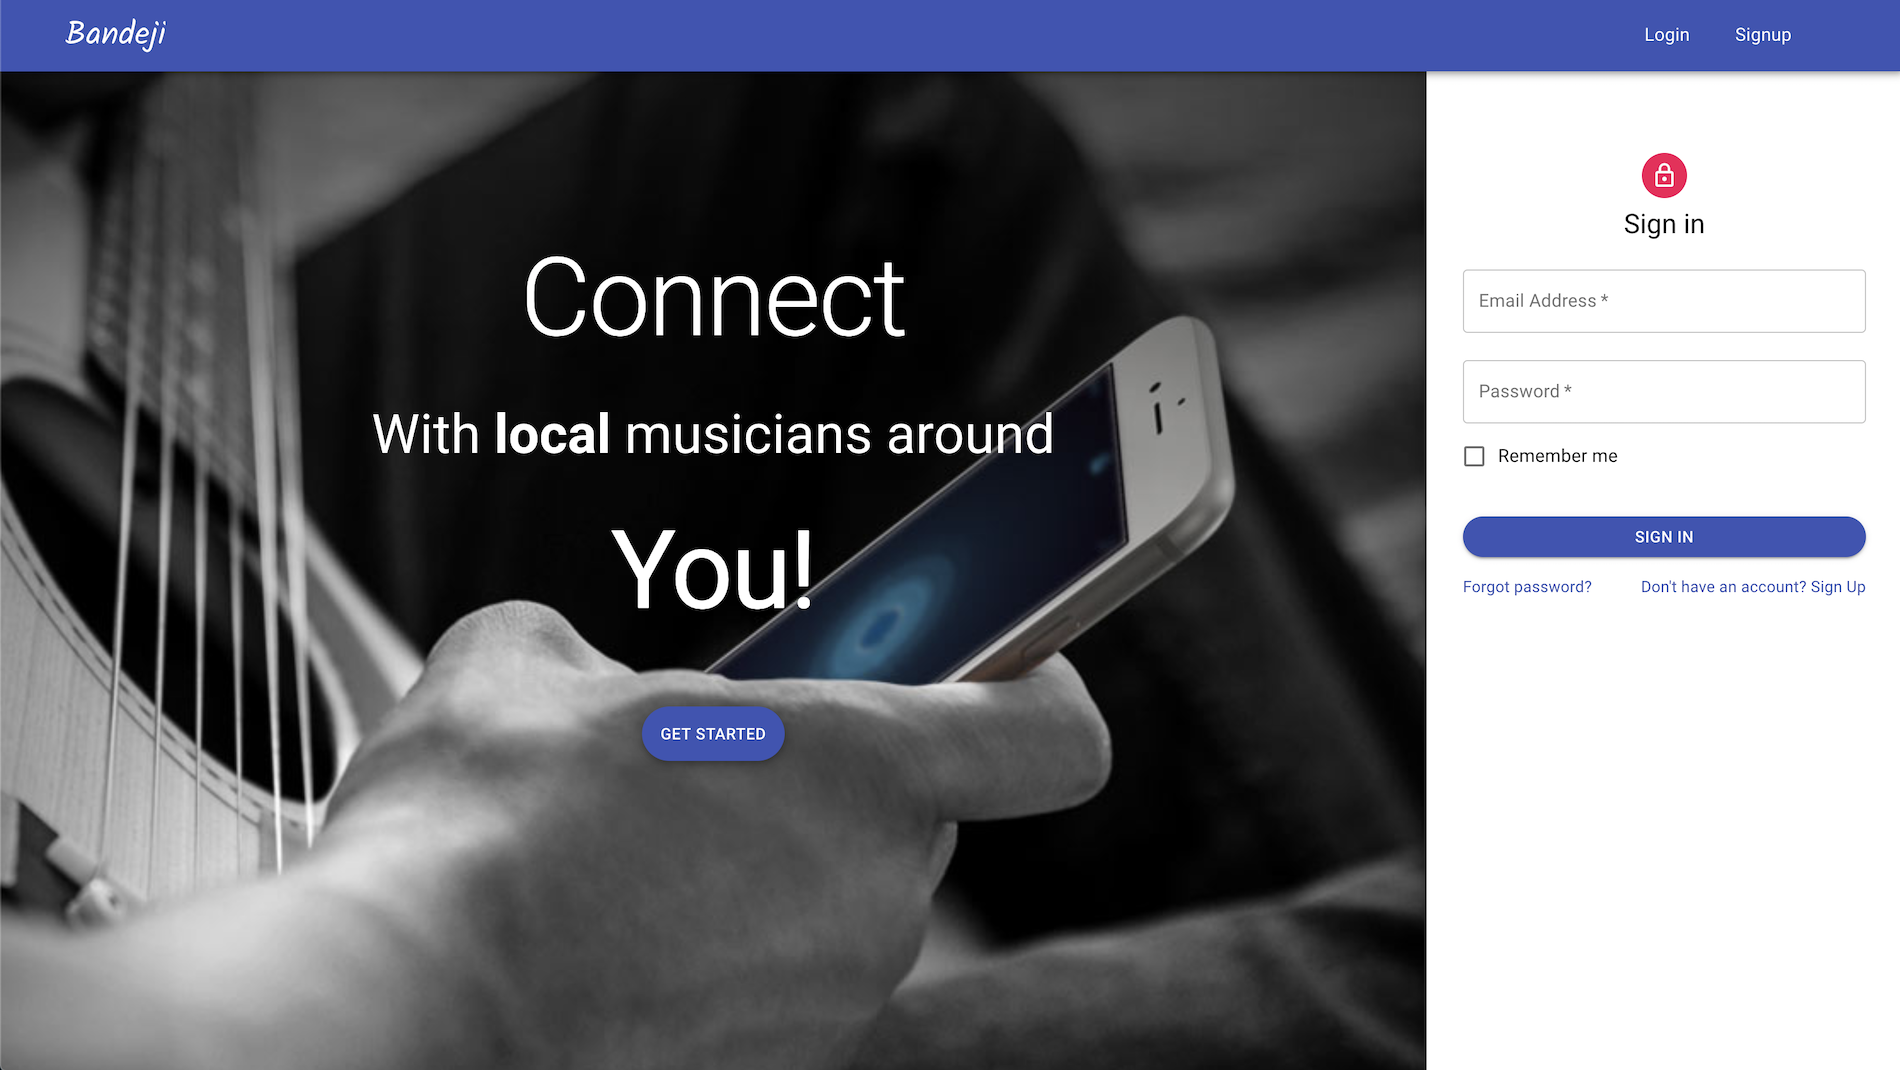 Bandeji
Login
Signup
Connect
With local musicians around
You!
GET STARTED
Sign in
Email Address *
Password *
Remember me
SIGN IN
Forgot password?
Don't have an account? Sign Up